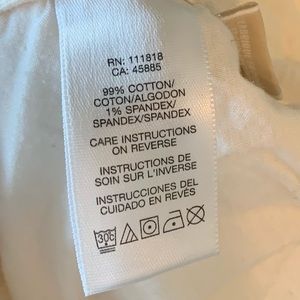 RN: 111818
CA: 45885
99% COTTON/
COTON/ALGODON
1% SPANDEX/
SPANDEX/SPANDEX
CARE INSTRUCTIONS
ON REVERSE
INSTRUCTIONS DE
SOIN SUR L'INVERSE
INSTRUCCIONES DEL
CUIDADO EN REVÉS
30C